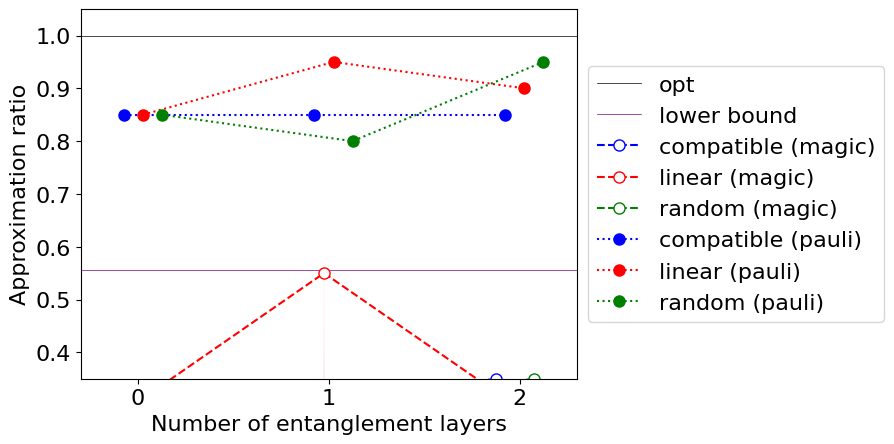 1.0
0.9
0.8
0.7
0.6
0.5
0.4
Approximation ratio
0
1
2
Number of entanglement layers
opt
lower bound
compatible (magic)
linear (magic)
random (magic)
compatible (pauli)
linear (pauli)
random (pauli)